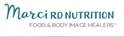 Marci RD NUTRITION
FOOD & BODY IMAGE HEALERS®